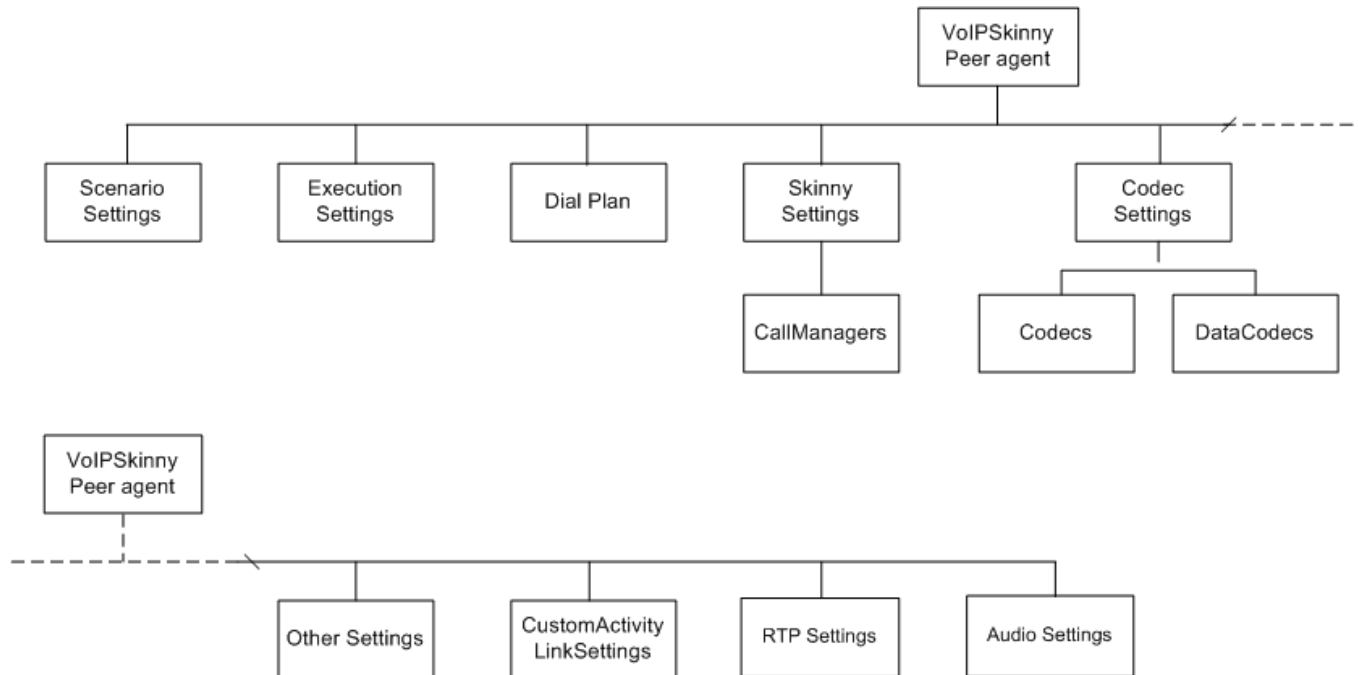 VoIPSkinny
Peer agent
Scenario
Settings
Execution
Settings
Dial Plan
Skinny
Settings
Codec
Settings
CallManagers
Codecs
DataCodecs
VoIPSkinny
Peer agent
Other Settings
CustomActivity
LinkSettings
RTP Settings
Audio Settings